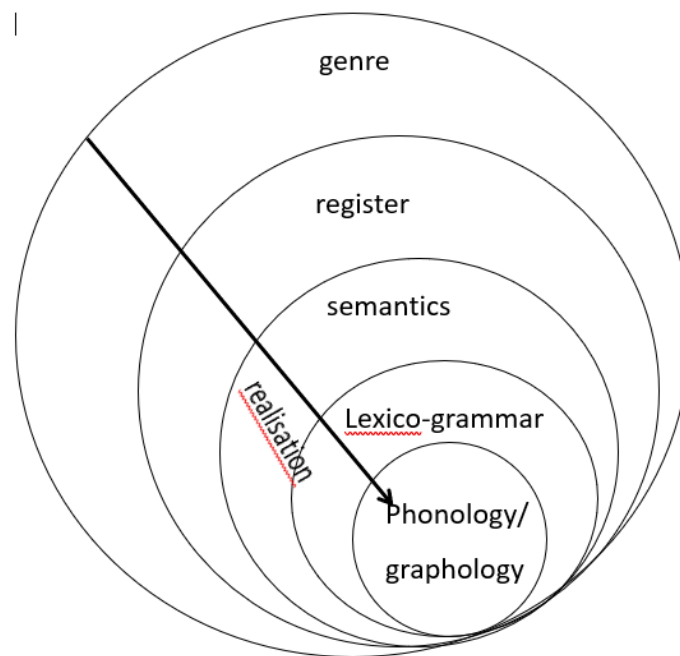 genre
register
semantics
realisation
Lexico-grammar
Phonology/
graphology